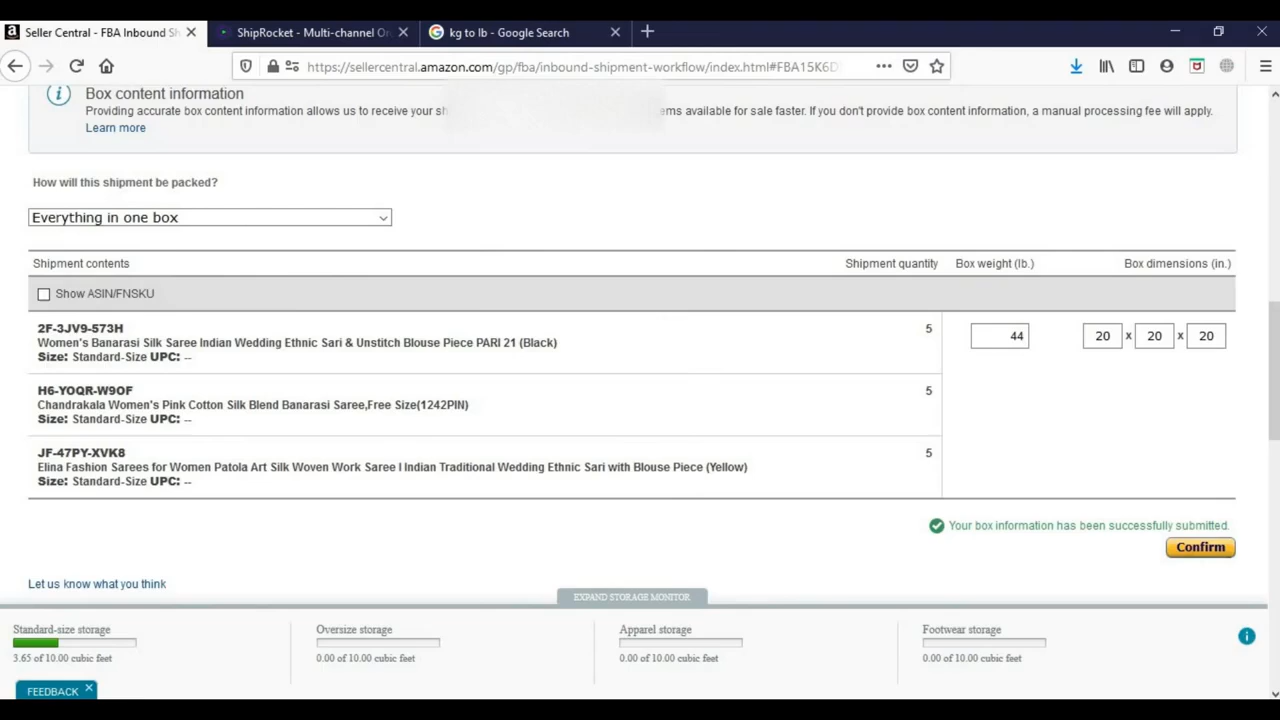 Seller Central - FBA Inbound Sh
ShipRocket - Multi-channel Or
kg to lb - Google Search
https://sellercentral.amazon.com/gp/fba/inbound-shipment-workflow/index.html#FBA15K6D
Box content information
Providing accurate box content information allows us to receive your sh ems available for sale faster. If you don't provide box content information, a manual processing fee will apply.
Learn more
How will this shipment be packed?
Everything in one box
Shipment contents Shipment quantity Box weight (lb.) Box dimensions (in.)
Show ASIN/FNSKU
2F-3JV9-573H 5 44 20 x 20 x 20
Women's Banarasi Silk Saree Indian Wedding Ethnic Sari & Unstitch Blouse Piece PARI 21 (Black)
Size: Standard-Size UPC: --
H6-YOQR-W9OF 5
Chandrakala Women's Pink Cotton Silk Blend Banarasi Saree,Free Size(1242PIN)
Size: Standard-Size UPC: --
JF-47PY-XVK8 5
Elina Fashion Sarees for Women Patola Art Silk Woven Work Saree l Indian Traditional Wedding Ethnic Sari with Blouse Piece (Yellow)
Size: Standard-Size UPC: --
Your box information has been successfully submitted.
Confirm
Let us know what you think
EXPAND STORAGE MONITOR
Standard-size storage Oversize storage Apparel storage Footwear storage
3.65 of 10.00 cubic feet 0.00 of 10.00 cubic feet 0.00 of 10.00 cubic feet 0.00 of 10.00 cubic feet
FEEDBACK